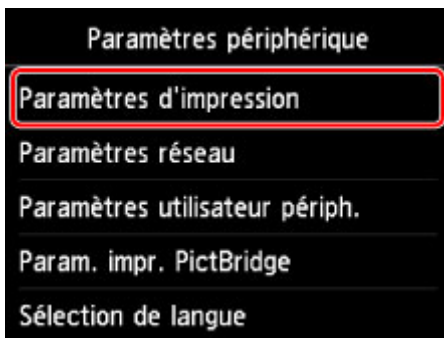 Paramètres périphérique
Paramètres d'impression
Paramètres réseau
Paramètres utilisateur périph.
Param. impr. PictBridge
Sélection de langue